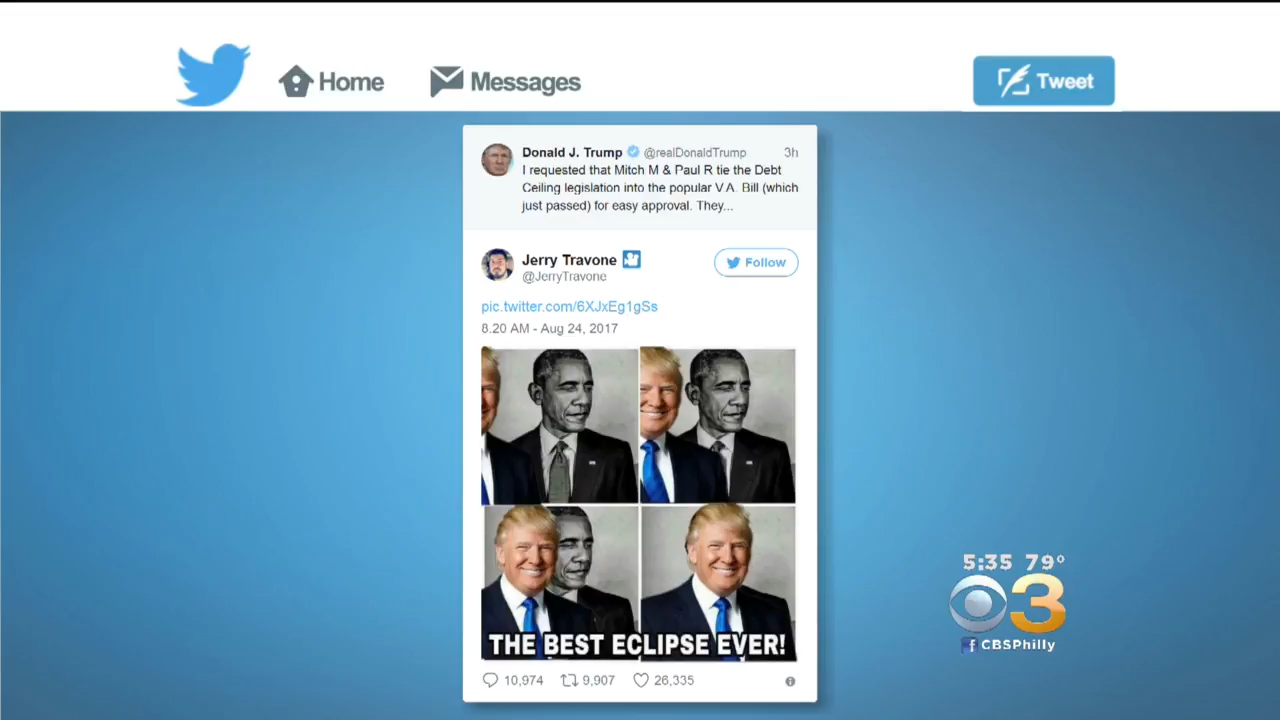 Home
Messages
Tweet
Donald J. Trump @realDonaldTrump 3h
I requested that Mitch M & Paul R tie the Debt
Ceiling legislation into the popular V.A. Bill (which
just passed) for easy approval. They...
Jerry Travone
Follow
@JerryTravone
pic.twitter.com/6XJxEg1gSs
8.20 AM - Aug 24, 2017
THE BEST ECLIPSE EVER!
10,974 9,907 26,335
5:35 79°
3
f CBSPhilly